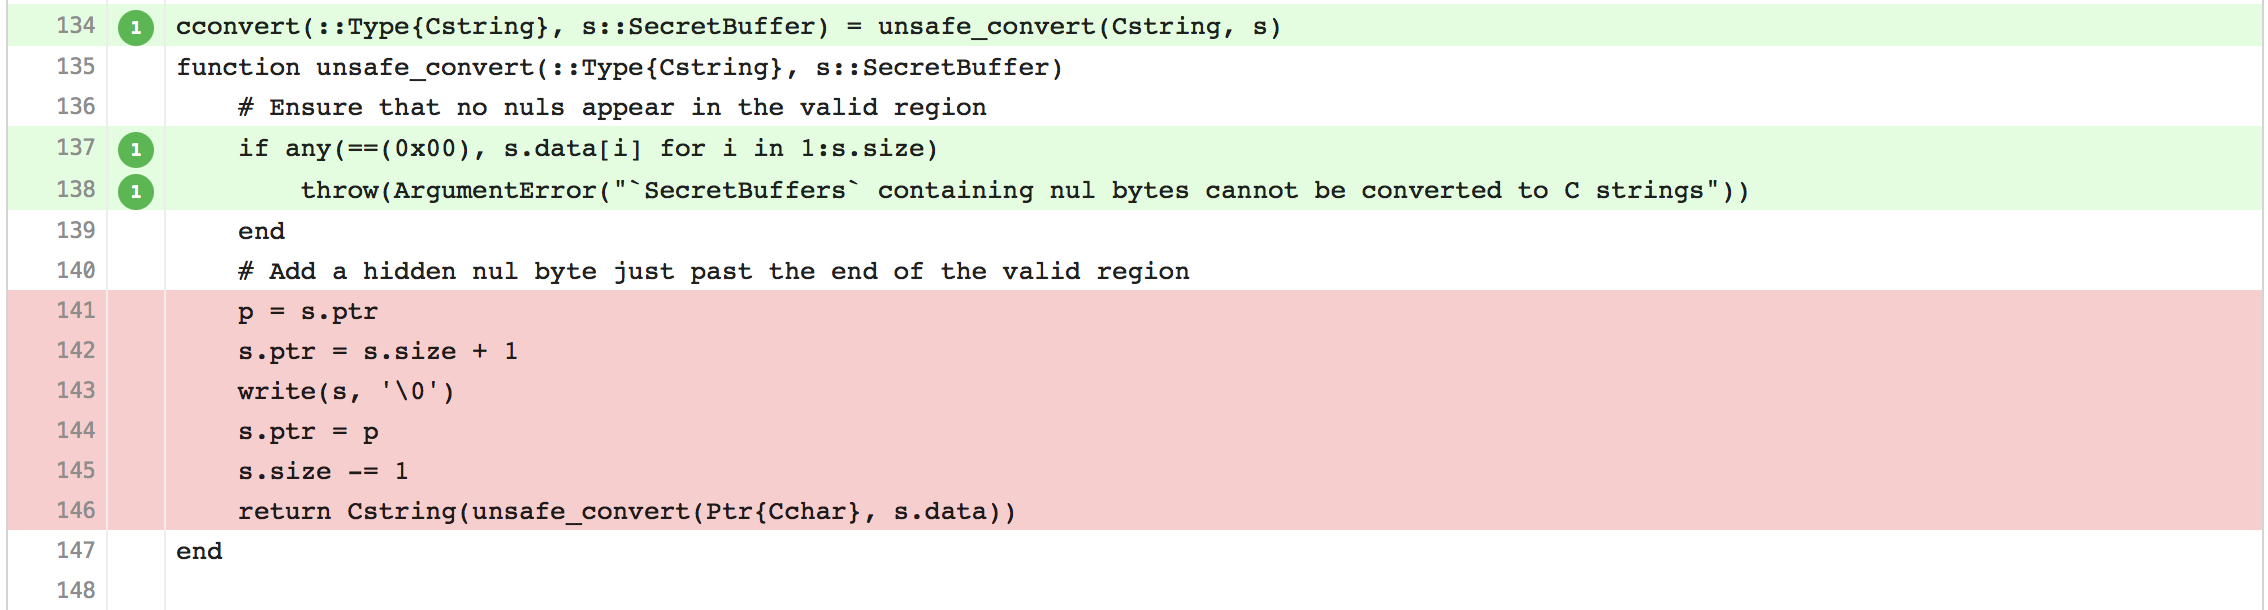 134 1 cconvert(::Type{Cstring}, s::SecretBuffer) = unsafe_convert(Cstring, s)
135 function unsafe_convert(::Type{Cstring}, s::SecretBuffer)
136     # Ensure that no nuls appear in the valid region
137 1     if any(==(0x00), s.data[i] for i in 1:s.size)
138 1         throw(ArgumentError("`SecretBuffers` containing nul bytes cannot be converted to C strings"))
139     end
140     # Add a hidden nul byte just past the end of the valid region
141     p = s.ptr
142     s.ptr = s.size + 1
143     write(s, '\0')
144     s.ptr = p
145     s.size -= 1
146     return Cstring(unsafe_convert(Ptr{Cchar}, s.data))
147 end
148